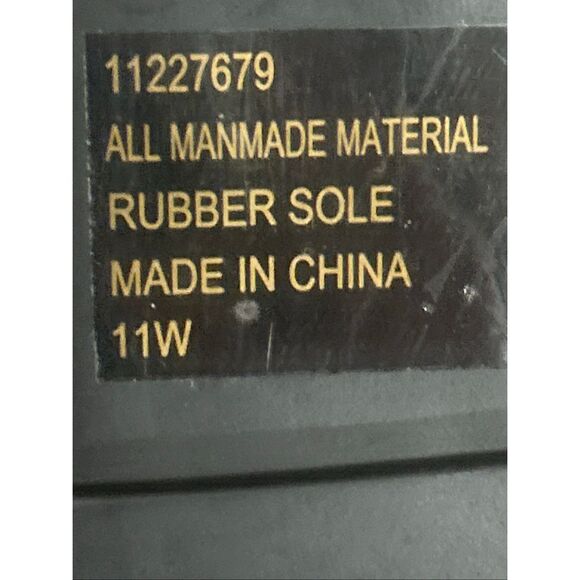 11227679
ALL MANMADE MATERIAL
RUBBER SOLE
MADE IN CHINA
11W